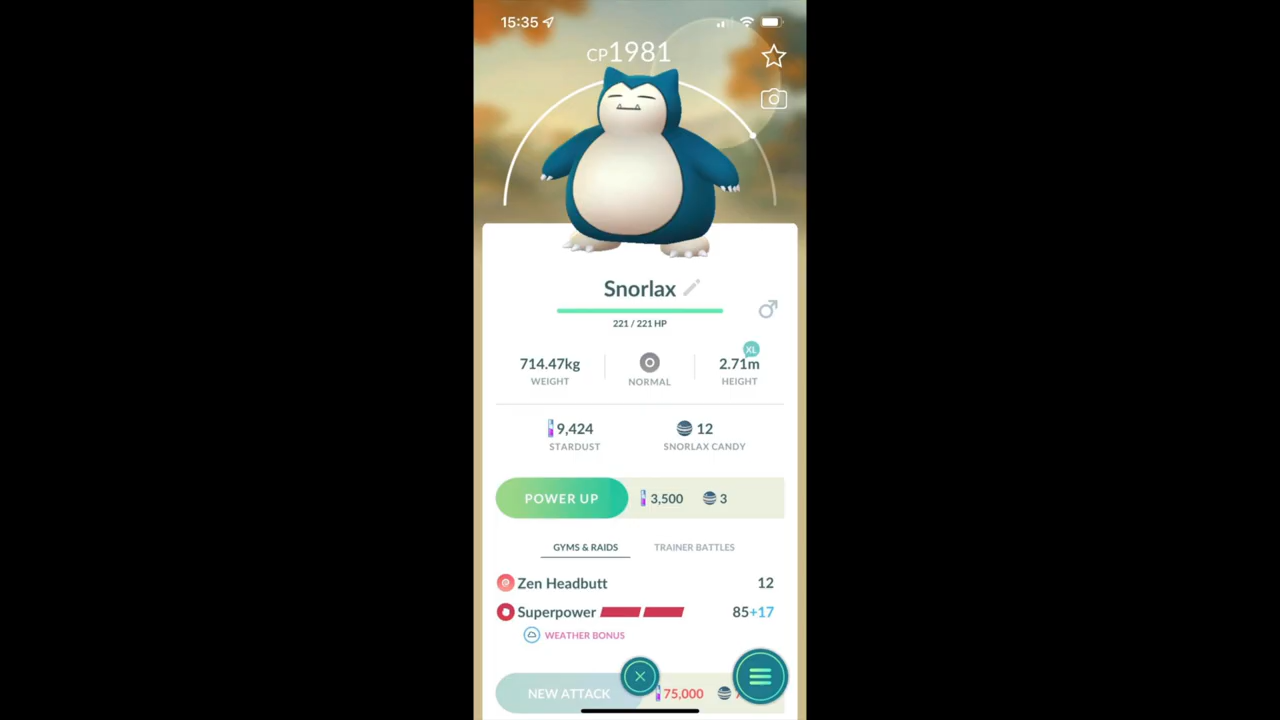 15:35
CP1981
Snorlax
221 / 221 HP
XL
714.47kg 2.71m
WEIGHT NORMAL HEIGHT
9,424 12
STARDUST SNORLAX CANDY
POWER UP 3,500 3
GYMS & RAIDS TRAINER BATTLES
Zen Headbutt 12
Superpower 85+17
WEATHER BONUS
NEW ATTACK 75,000